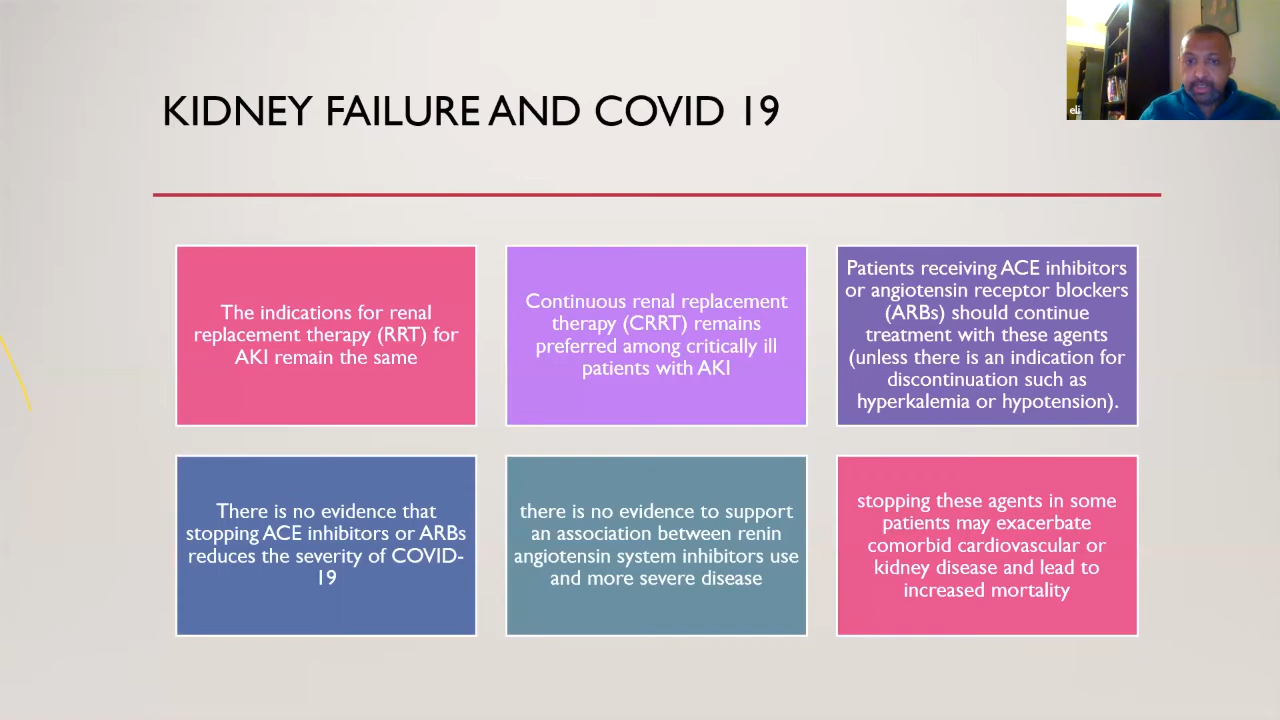 eli
KIDNEY FAILURE AND COVID 19
The indications for renal
replacement therapy (RRT) for
AKI remain the same
Continuous renal replacement
therapy (CRRT) remains
preferred among critically ill
patients with AKI
Patients receiving ACE inhibitors
or angiotensin receptor blockers
(ARBs) should continue
treatment with these agents
(unless there is an indication for
discontinuation such as
hyperkalemia or hypotension).
There is no evidence that
stopping ACE inhibitors or ARBs
reduces the severity of COVID-
19
there is no evidence to support
an association between renin
angiotensin system inhibitors use
and more severe disease
stopping these agents in some
patients may exacerbate
comorbid cardiovascular or
kidney disease and lead to
increased mortality